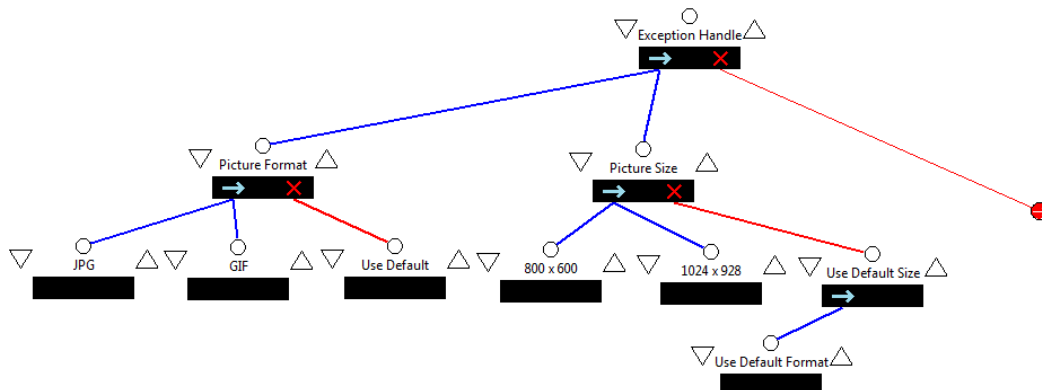 Exception Handle
Picture Format
Picture Size
JPG
GIF
Use Default
800 x 600
1024 x 928
Use Default Size
Use Default Format